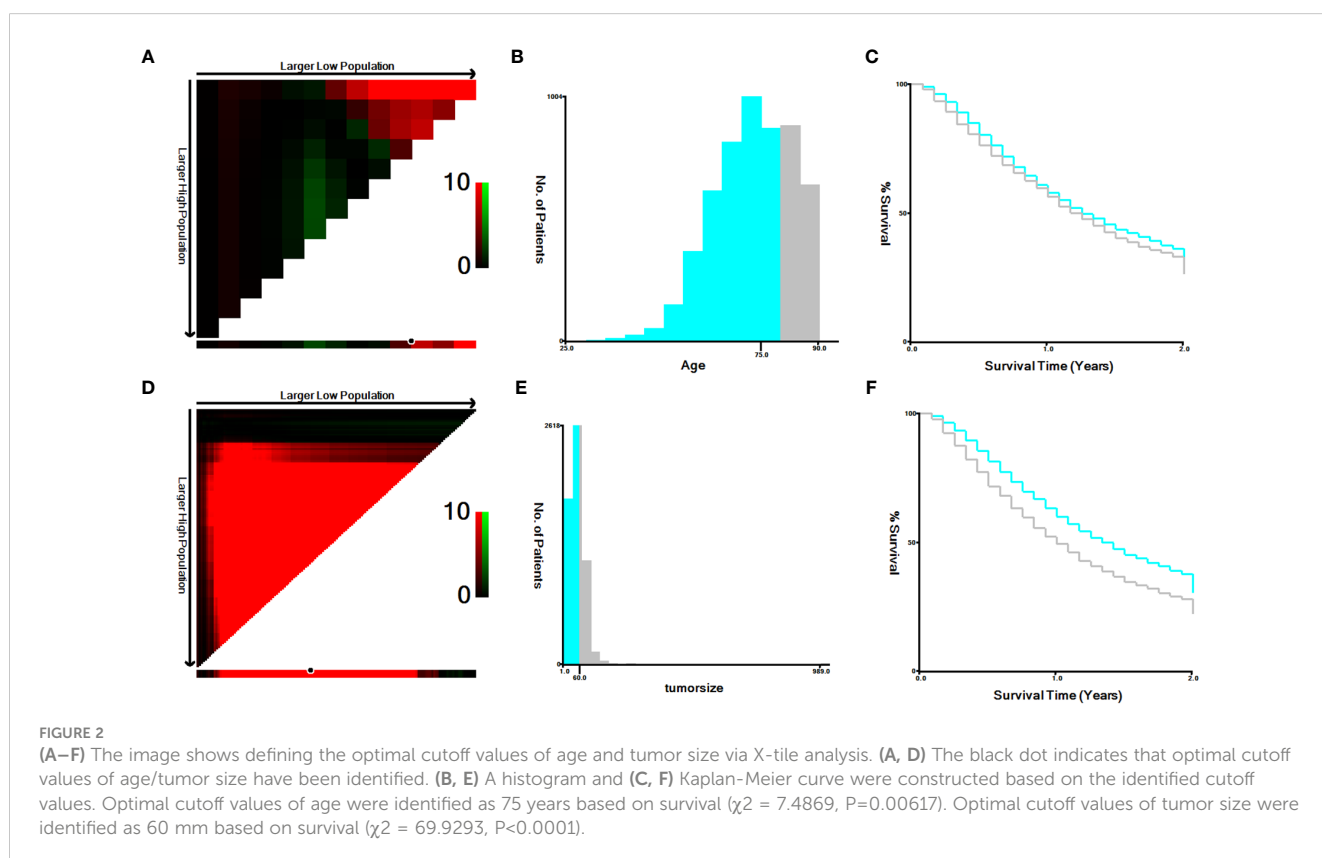 A
Larger Low Population
Larger High Population
10
0
B
1004
No. of Patients
0
25.0
75.0
90.0
Age
C
100
% Survival
50
0
0.0
1.0
2.0
Survival Time (Years)
D
Larger Low Population
Larger High Population
10
0
E
2618
No. of Patients
0
1.0
60.0
989.0
tumorsize
F
100
% Survival
50
0
0.0
1.0
2.0
Survival Time (Years)
FIGURE 2
(A–F) The image shows defining the optimal cutoff values of age and tumor size via X-tile analysis. (A, D) The black dot indicates that optimal cutoff
values of age/tumor size have been identified. (B, E) A histogram and (C, F) Kaplan-Meier curve were constructed based on the identified cutoff
values. Optimal cutoff values of age were identified as 75 years based on survival (χ2 = 7.4869, P=0.00617). Optimal cutoff values of tumor size were
identified as 60 mm based on survival (χ2 = 69.9293, P<0.0001).